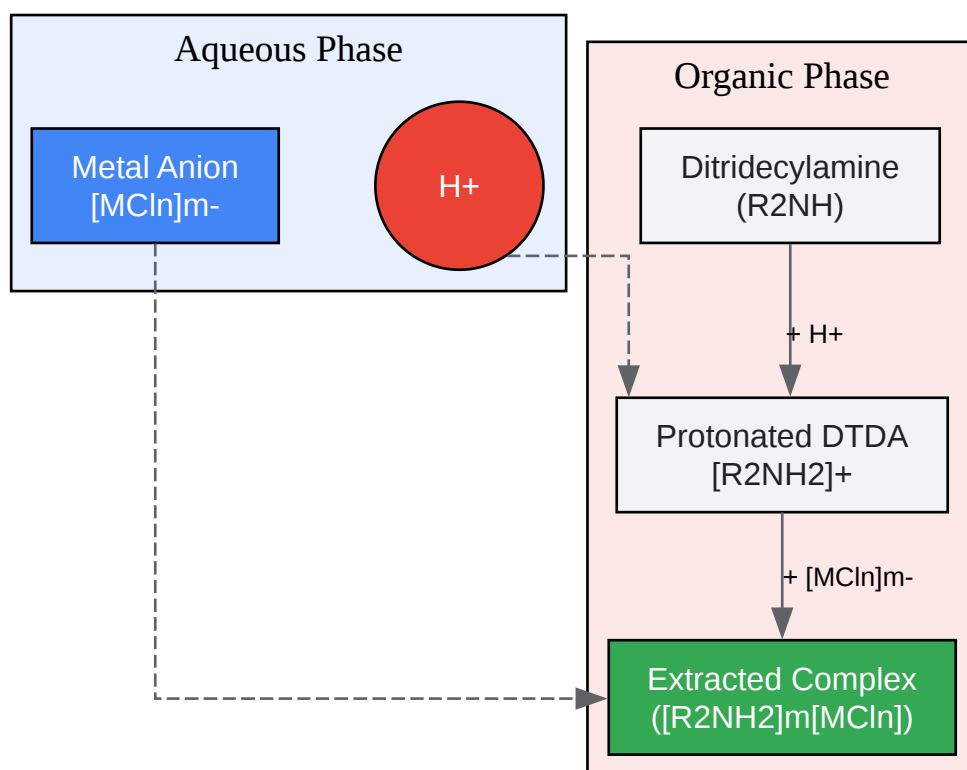 Aqueous Phase
Metal Anion
[MCln]m-
H+
Organic Phase
Ditridecylamine
(R2NH)
+ H+
Protonated DTDA
[R2NH2]+
+ [MCln]m-
Extracted Complex
([R2NH2]m[MCln])